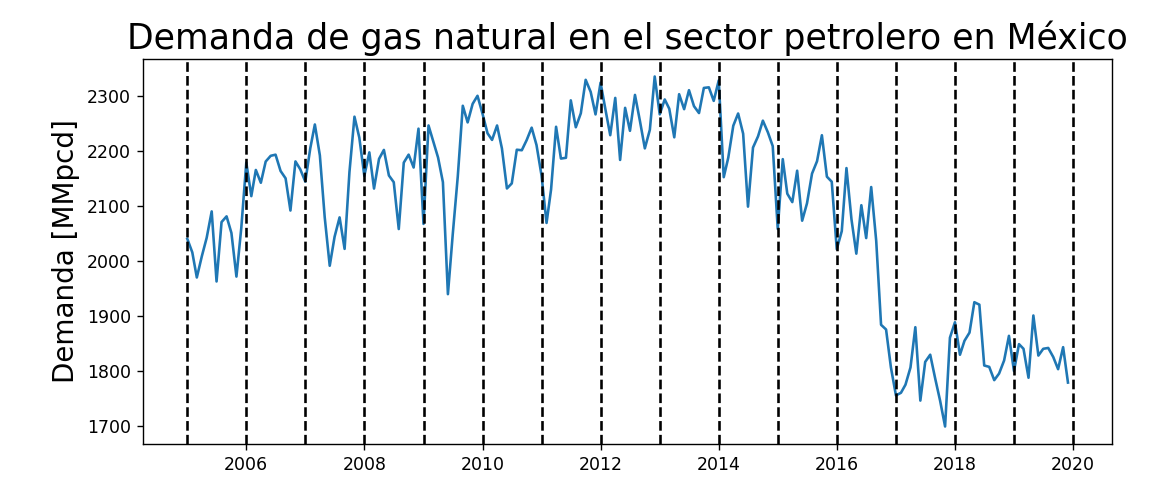 Demanda de gas natural en el sector petrolero en México
Demanda [MMpcd]
2300
2200
2100
2000
1900
1800
1700
2006 2008 2010 2012 2014 2016 2018 2020